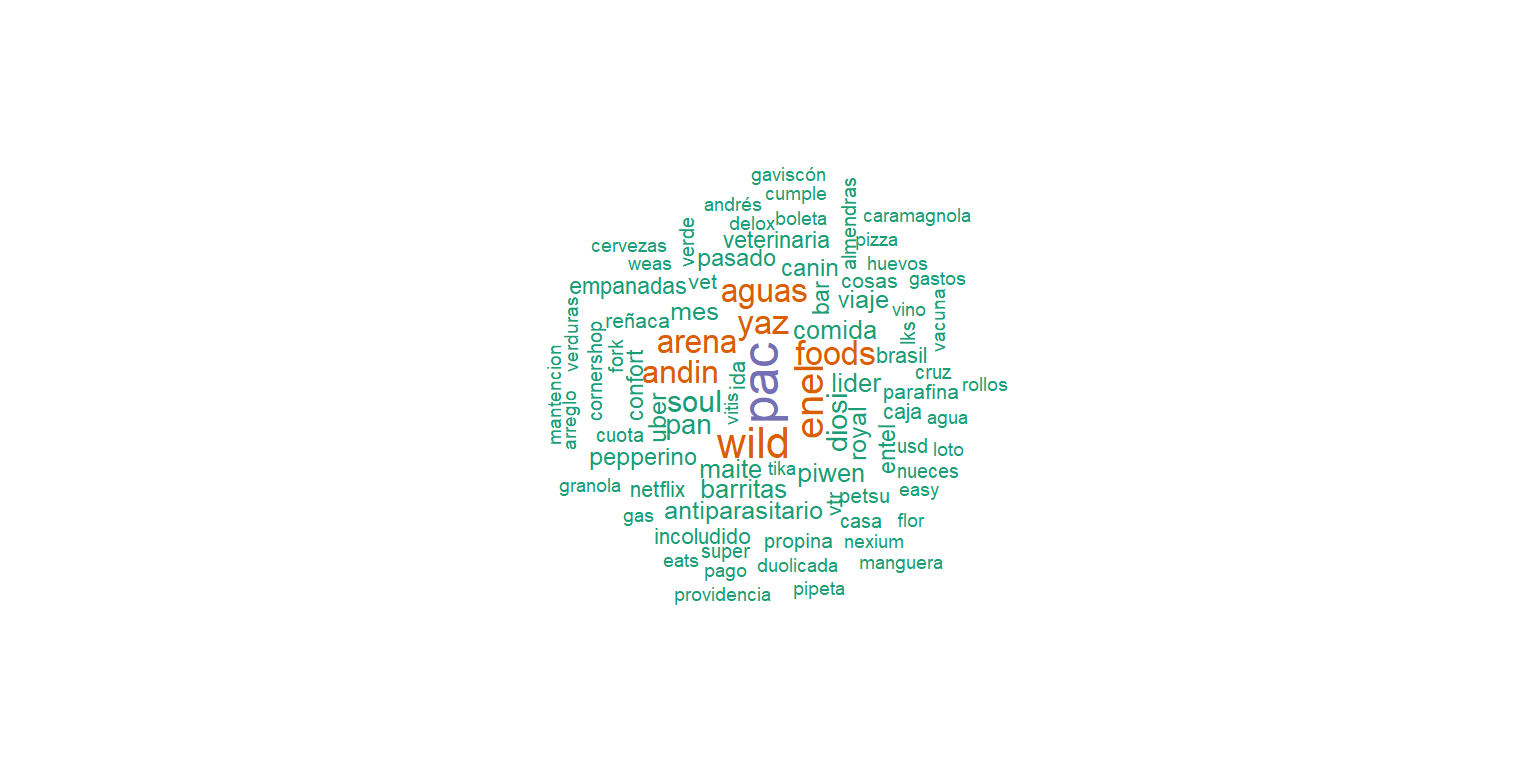 gaviscón
cumple
almendras
andrés
caramagnola
delox
boleta
verde
veterinaria
pizza
cervezas
pasado
weas
canin
huevos
vet
cosas
gastos
empanadas
aguas
bar
viaje
vino
vacuna
verduras
reñaca
mes
yaz
comida
lks
cornershop
fork
arena
foods
brasil
mantencion
confort
andin
ida
pac
enel
lider
cruz
parafina
rollos
arreglo
uber
soul
vitis
diosi
royal
caja
agua
cuota
pan
wild
entel
usd
loto
pepperino
maite
tika
piwen
nueces
granola
netflix
barritas
vtr
petsu
easy
gas
antiparasitario
casa
flor
incoludido
super
propina
nexium
eats
pago
duolicada
manguera
providencia
pipeta